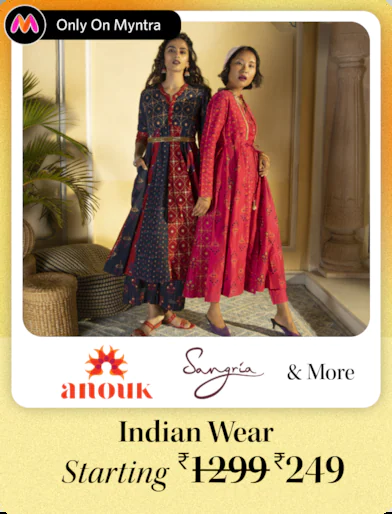 Only On Myntra
anouk
Sangria
& More
Indian Wear
Starting ₹1299 ₹249